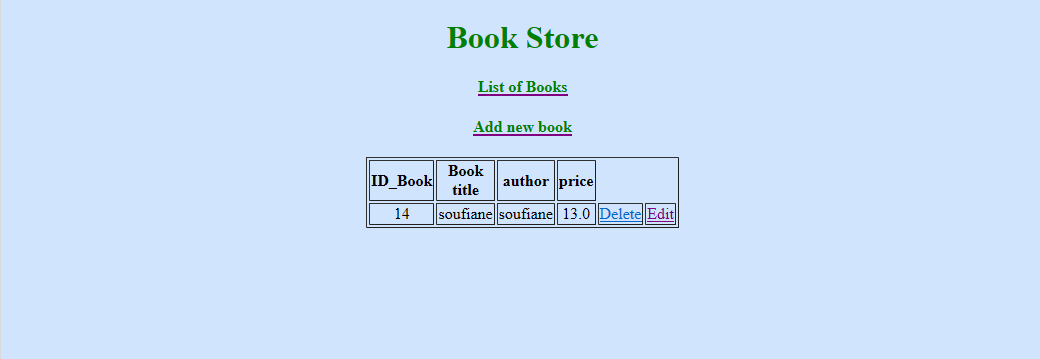 Book Store
List of Books
Add new book
ID_Book Book title author price
14 soufiane soufiane 13.0 Delete Edit